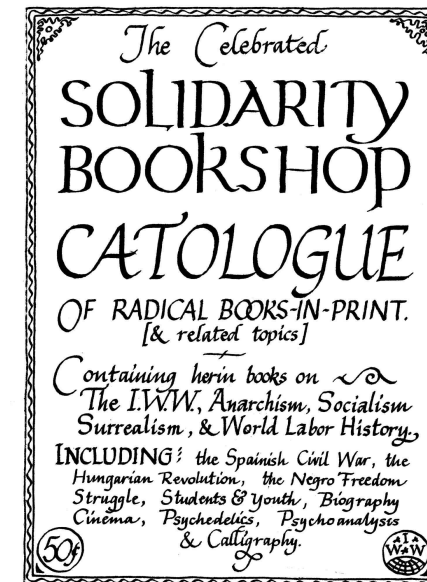 The Celebrated
SOLIDARITY
BOOKSHOP
CATOLOGUE
OF RADICAL BOOKS-IN-PRINT.
[& related topics]
Containing herin books on
The I.W.W., Anarchism, Socialism
Surrealism, & World Labor History,
INCLUDING: the Spainish Civil War, the
Hungarian Revolution, the Negro Freedom
Struggle, Students & Youth, Biography
Cinema, Psychedelics, Psychoanalysis
& Calligraphy.
50¢
I W W